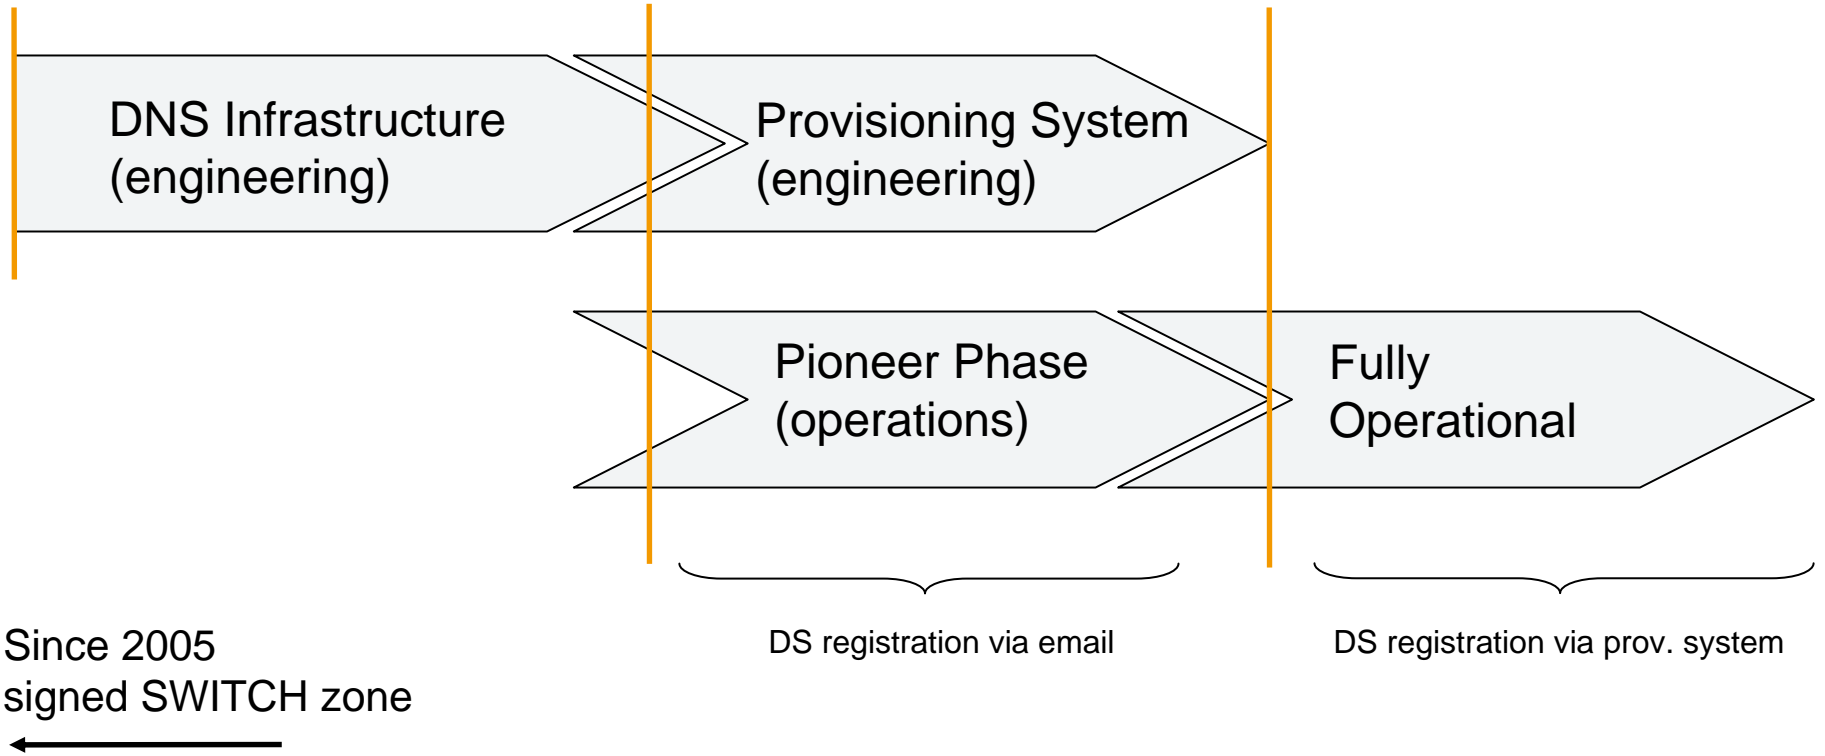 DNS Infrastructure
(engineering)
Provisioning System
(engineering)
Pioneer Phase
(operations)
Fully
Operational
DS registration via email
DS registration via prov. system
Since 2005
signed SWITCH zone